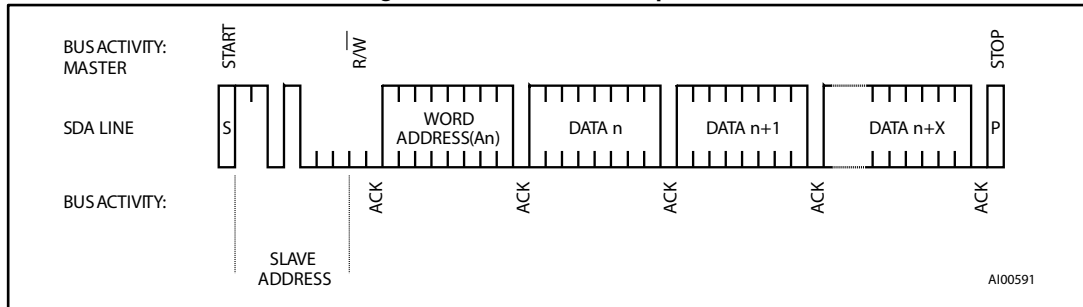 BUS ACTIVITY:
MASTER
START
R/W
STOP
SDA LINE
S
WORD
ADDRESS(An)
DATA n
DATA n+1
DATA n+X
P
BUS ACTIVITY:
ACK
ACK
ACK
ACK
ACK
SLAVE
ADDRESS
AI00591